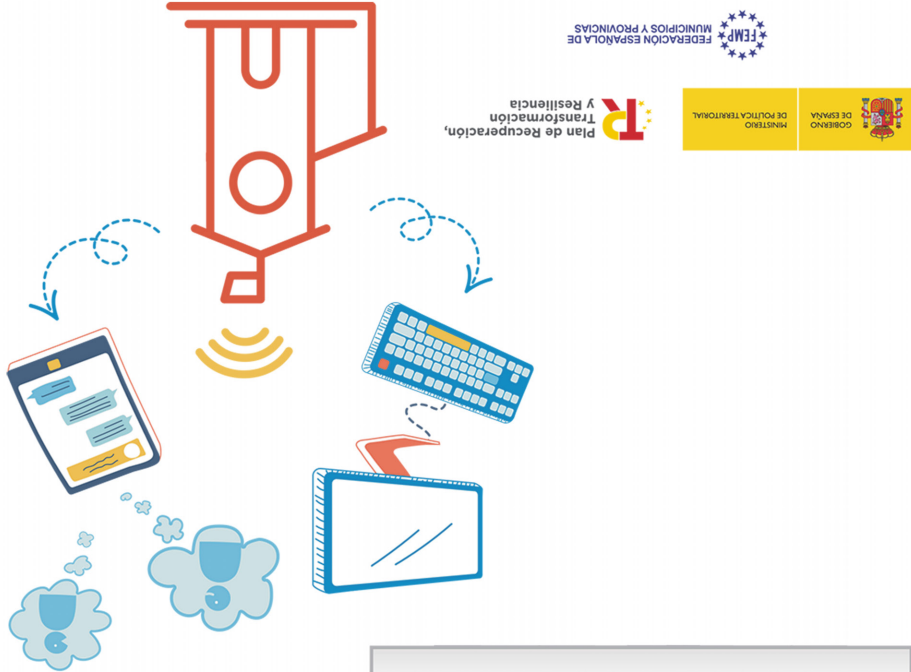 GOBIERNO
DE ESPAÑA
MINISTERIO
DE POLÍTICA TERRITORIAL
Plan de Recuperación,
Transformación
y Resiliencia
FEMP
FEDERACIÓN ESPAÑOLA DE
MUNICIPIOS Y PROVINCIAS